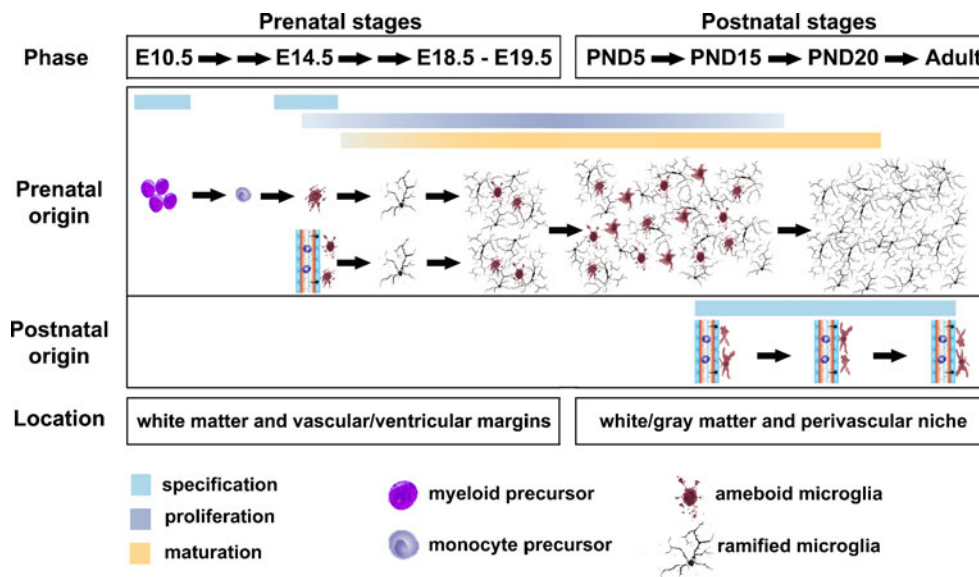 Prenatal stages
Postnatal stages
Phase
E10.5 E14.5 E18.5 - E19.5
PND5 PND15 PND20 Adult
Prenatal
origin
Postnatal
origin
Location
white matter and vascular/ventricular margins
white/gray matter and perivascular niche
specification
proliferation
maturation
myeloid precursor
monocyte precursor
ameboid microglia
ramified microglia